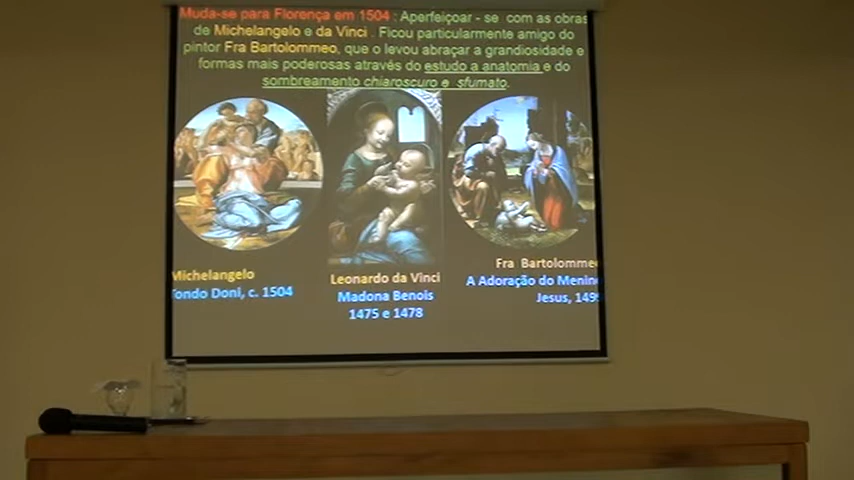 Muda-se para Florença em 1504 : Aperfeiçoar - se com as obras
de Michelangelo e da Vinci . Ficou particularmente amigo do
pintor Fra Bartolommeo, que o levou abraçar a grandiosidade e
formas mais poderosas através do estudo a anatomia e do
sombreamento chiaroscuro e sfumato.
Michelangelo
Tondo Doni, c. 1504
Leonardo da Vinci
Madona Benois
1475 e 1478
Fra Bartolommeo
A Adoração do Menino
Jesus, 149